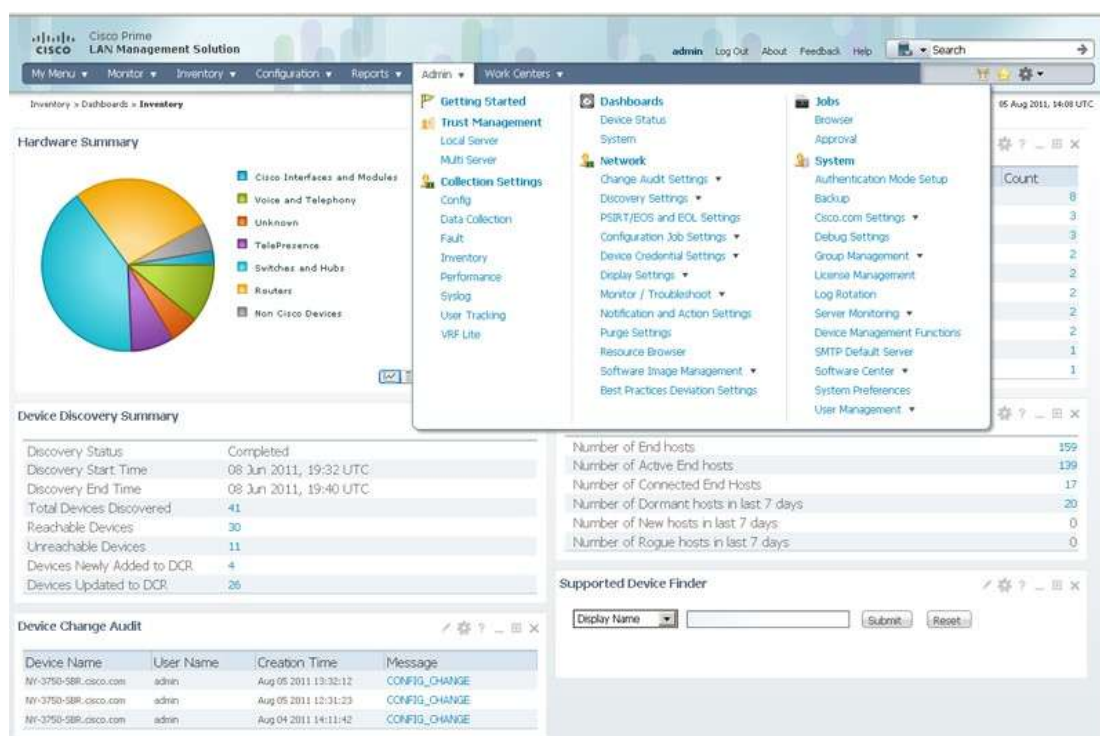 Cisco Prime
CISCO LAN Management Solution
admin Log Out About Feedback Help Search
My Menu Monitor Inventory Configuration Reports Admin Work Centers
Inventory > Dashboards > Inventory
05 Aug 2011, 14:08 UTC
Getting Started
Trust Management
Local Server
Multi Server
Collection Settings
Config
Data Collection
Fault
Inventory
Performance
Syslog
User Tracking
VRF Lite
Dashboards
Device Status
System
Network
Change Audit Settings
Discovery Settings
PSIRT/EOS and EOL Settings
Configuration Job Settings
Device Credential Settings
Display Settings
Monitor / Troubleshoot
Notification and Action Settings
Purge Settings
Resource Browser
Software Image Management
Best Practices Deviation Settings
Jobs
Browser
Approval
System
Authentication Mode Setup
Backup
Cisco.com Settings
Debug Settings
Group Management
License Management
Log Rotation
Server Monitoring
Device Management Functions
SMTP Default Server
Software Center
System Preferences
User Management
Hardware Summary
Cisco Interfaces and Modules
Voice and Telephony
Unknown
TelePresence
Switches and Hubs
Routers
Non Cisco Devices
Count
8
3
3
2
2
2
2
2
1
1
Device Discovery Summary
Discovery Status Completed
Discovery Start Time 08 Jun 2011, 19:32 UTC
Discovery End Time 08 Jun 2011, 19:40 UTC
Total Devices Discovered 41
Reachable Devices 30
Unreachable Devices 11
Devices Newly Added to DCR 4
Devices Updated to DCR 26
Number of End hosts 159
Number of Active End hosts 139
Number of Connected End Hosts 17
Number of Dormant hosts in last 7 days 20
Number of New hosts in last 7 days 0
Number of Rogue hosts in last 7 days 0
Supported Device Finder
Display Name Submit Reset
Device Change Audit
Device Name User Name Creation Time Message
NY-3750-SBR.cisco.com admin Aug 05 2011 13:32:12 CONFIG_CHANGE
NY-3750-SBR.cisco.com admin Aug 05 2011 12:31:23 CONFIG_CHANGE
NY-3750-SBR.cisco.com admin Aug 04 2011 14:11:42 CONFIG_CHANGE